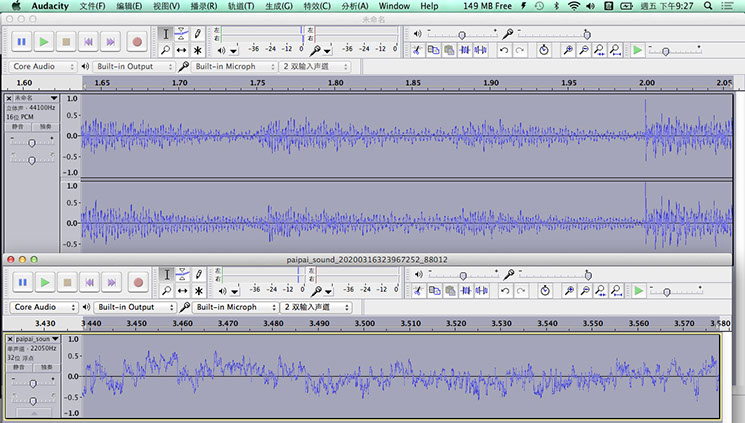 Audacity 文件(F) 编辑(E) 视图(V) 播录(R) 轨道(T) 生成(G) 特效(C) 分析(A) Window Help 149 MB Free 週五 下午9:27
未命名
左 右 -36 -24 -12 0 左 右 -36 -24 -12 0
Core Audio Built-in Output Built-in Microph 2 双输入声道
1.60 1.65 1.70 1.75 1.80 1.85 1.90 1.95 2.00 2.05
未命名 1.0
立体声・44100Hz
16位 PCM 0.5
静音 独奏
0.0
-0.5
-1.0
1.0
0.5
0.0
-0.5
paipai_sound_20200316323967252_88012
左 右 -36 -24 -12 0 左 右 -36 -24 -12 0
Core Audio Built-in Output Built-in Microph 2 双输入声道
3.430 3.440 3.450 3.460 3.470 3.480 3.490 3.500 3.510 3.520 3.530 3.540 3.550 3.560 3.570 3.580
paipai_soun 1.0
单声道・22050Hz
32位 浮点 0.5
静音 独奏
0.0
-0.5
-1.0